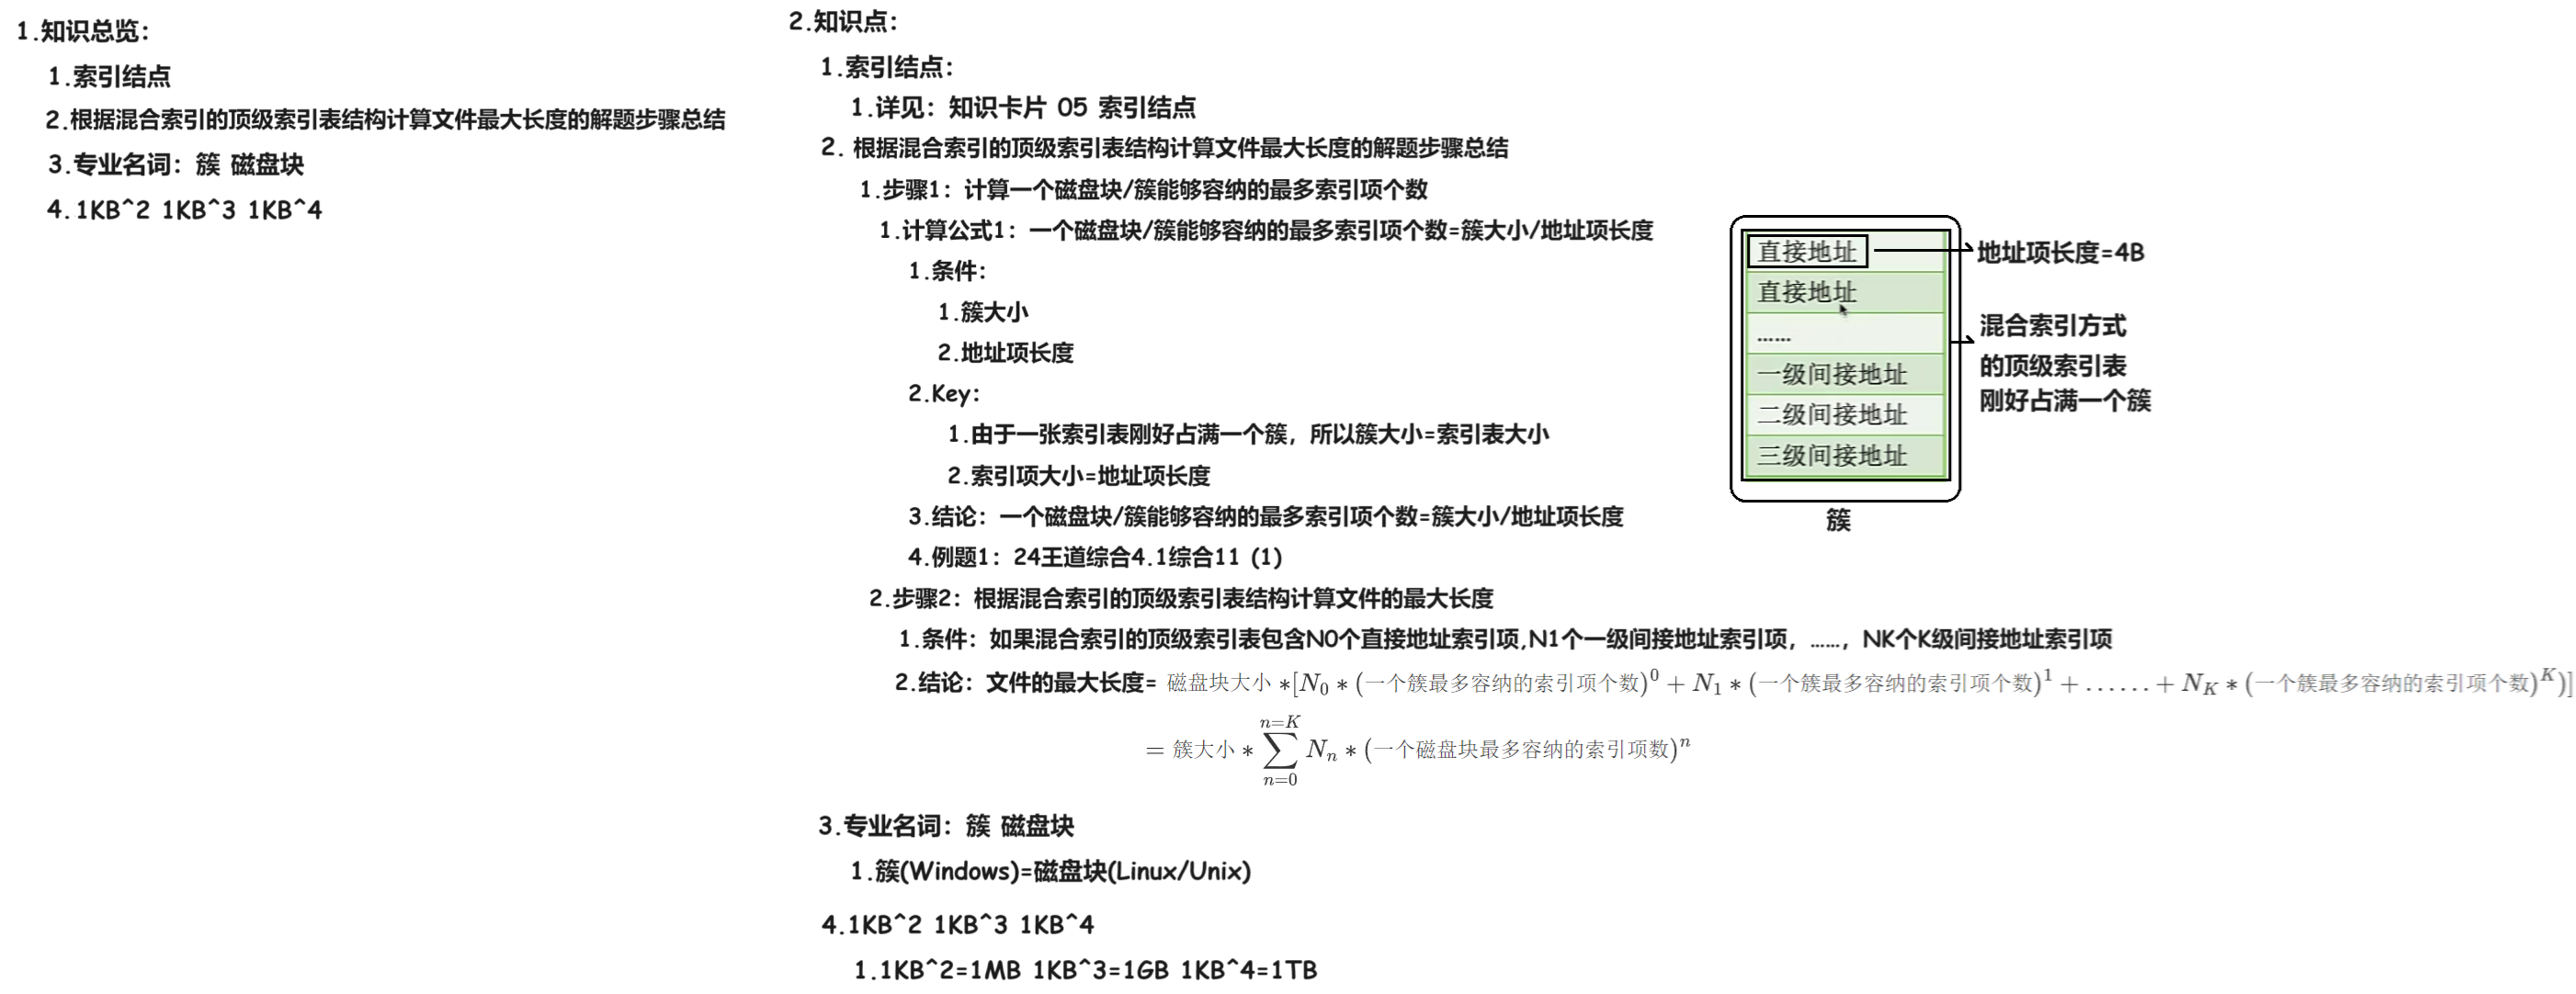 1.知识总览：
1.索引结点
2.根据混合索引的顶级索引表结构计算文件最大长度的解题步骤总结
3.专业名词：簇 磁盘块
4.1KB^2 1KB^3 1KB^4
2.知识点：
1.索引结点：
1.详见：知识卡片 05 索引结点
2. 根据混合索引的顶级索引表结构计算文件最大长度的解题步骤总结
1.步骤1：计算一个磁盘块/簇能够容纳的最多索引项个数
1.计算公式1：一个磁盘块/簇能够容纳的最多索引项个数=簇大小/地址项长度
1.条件：
1.簇大小
2.地址项长度
2.Key：
1.由于一张索引表刚好占满一个簇，所以簇大小=索引表大小
2.索引项大小=地址项长度
3.结论：一个磁盘块/簇能够容纳的最多索引项个数=簇大小/地址项长度
4.例题1：24王道综合4.1综合11 (1)
直接地址
直接地址
......
一级间接地址
二级间接地址
三级间接地址
簇
地址项长度=4B
混合索引方式
的顶级索引表
刚好占满一个簇
2.步骤2：根据混合索引的顶级索引表结构计算文件的最大长度
1.条件：如果混合索引的顶级索引表包含N0个直接地址索引项,N1个一级间接地址索引项，……，NK个K级间接地址索引项
2.结论：文件的最大长度= 磁盘块大小 * [N_0 * (一个簇最多容纳的索引项个数)^0 + N_1 * (一个簇最多容纳的索引项个数)^1 + ...... + N_K * (一个簇最多容纳的索引项个数)^K)]
= 簇大小 * ∑_{n=0}^{n=K} N_n * (一个磁盘块最多容纳的索引项数)^n
3.专业名词：簇 磁盘块
1.簇(Windows)=磁盘块(Linux/Unix)
4.1KB^2 1KB^3 1KB^4
1.1KB^2=1MB 1KB^3=1GB 1KB^4=1TB